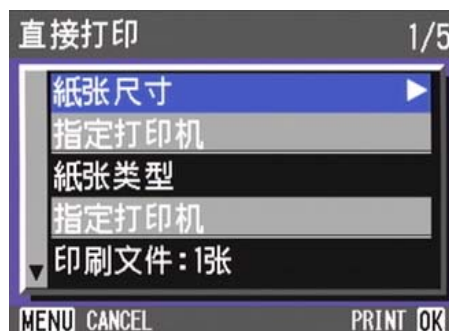 直接打印 1/5
紙张尺寸
指定打印机
紙张类型
指定打印机
印刷文件:1张
MENU CANCEL PRINT OK